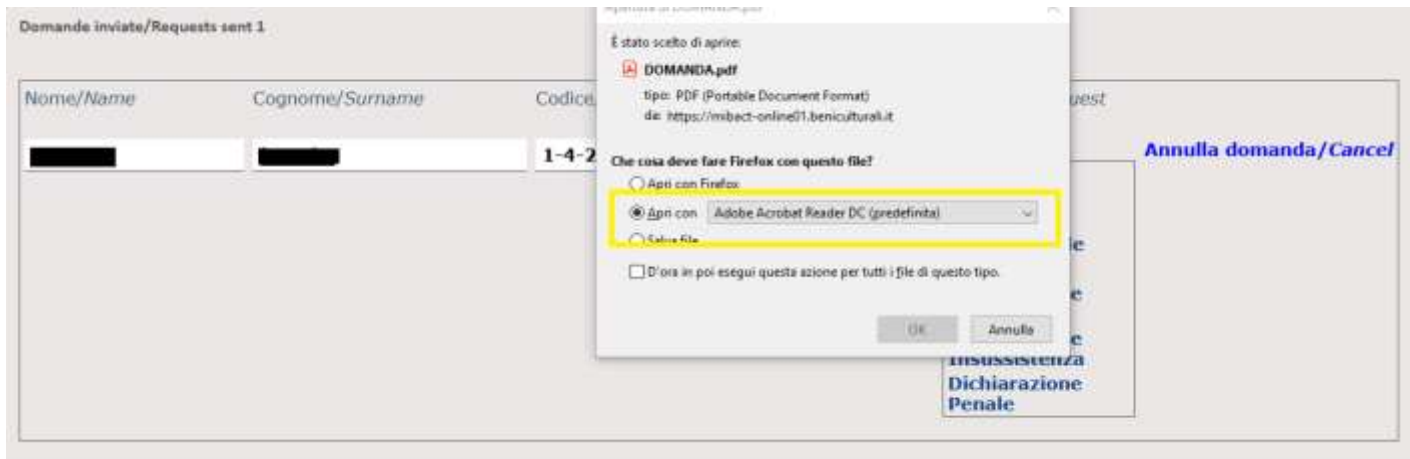 Domande inviate/Requests sent 1
È stato scelto di aprire:
DOMANDA.pdf
tipo: PDF (Portable Document Format)
de: https://mibact-online01.beniculturali.it
Nome/Name
Cognome/Surname
Codice
uest
1-4-2
Annulla domanda/Cancel
Che cosa deve fare Firefox con questo file?
Apri con Firefox
Apri con Adobe Acrobat Reader DC (predefinita)
Salva file
D'ora in poi esegui questa azione per tutti i file di questo tipo.
OK Annulla
e
e
e
Insussistenza
Dichiarazione
Penale